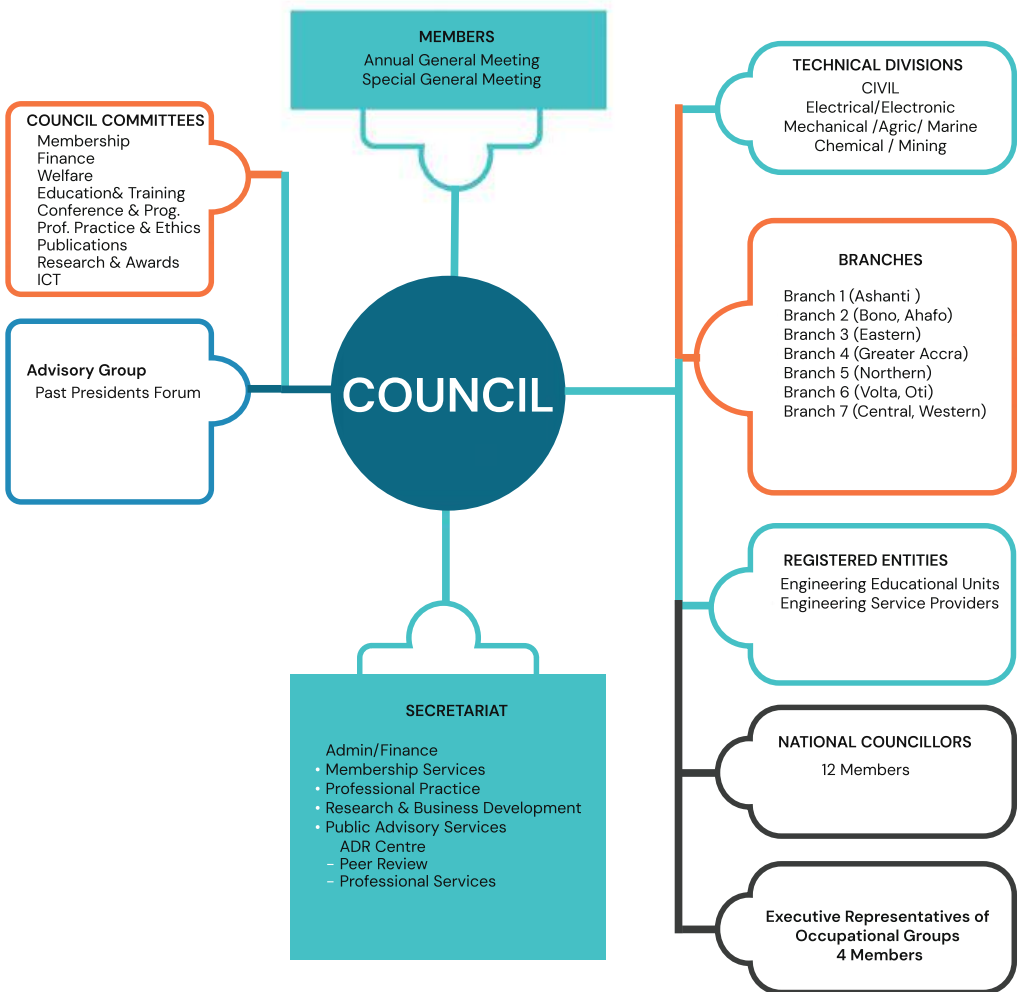 MEMBERS
Annual General Meeting
Special General Meeting
COUNCIL COMMITTEES
Membership
Finance
Welfare
Education& Training
Conference & Prog.
Prof. Practice & Ethics
Publications
Research & Awards
ICT
Advisory Group
Past Presidents Forum
COUNCIL
TECHNICAL DIVISIONS
CIVIL
Electrical/Electronic
Mechanical /Agric/ Marine
Chemical / Mining
BRANCHES
Branch 1 (Ashanti )
Branch 2 (Bono, Ahafo)
Branch 3 (Eastern)
Branch 4 (Greater Accra)
Branch 5 (Northern)
Branch 6 (Volta, Oti)
Branch 7 (Central, Western)
REGISTERED ENTITIES
Engineering Educational Units
Engineering Service Providers
NATIONAL COUNCILLORS
12 Members
Executive Representatives of
Occupational Groups
4 Members
SECRETARIAT
Admin/Finance
• Membership Services
• Professional Practice
• Research & Business Development
• Public Advisory Services
ADR Centre
– Peer Review
– Professional Services